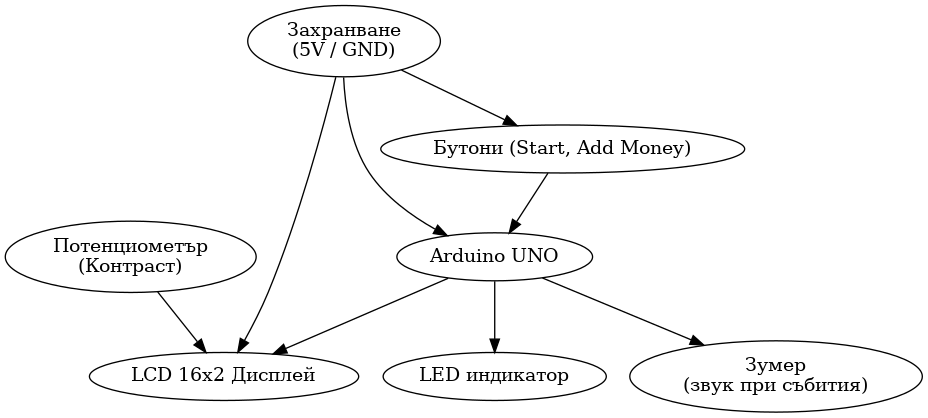 Захранване
(5V / GND)
Бутони (Start, Add Money)
Потенциометър
(Контраст)
Arduino UNO
LCD 16x2 Дисплей
LED индикатор
Зумер
(звук при събития)